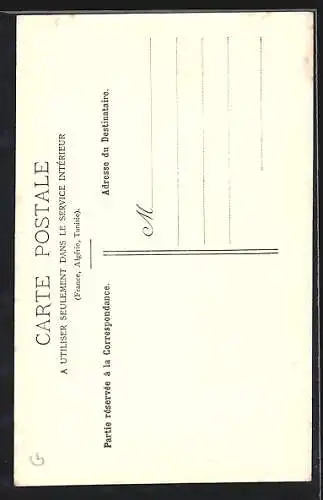 CARTE POSTALE
A UTILISER SEULEMENT DANS LE SERVICE INTÉRIEUR
(France, Algérie, Tunisie).
Partie réservée à la Correspondance.
Adresse du Destinataire.
M
G